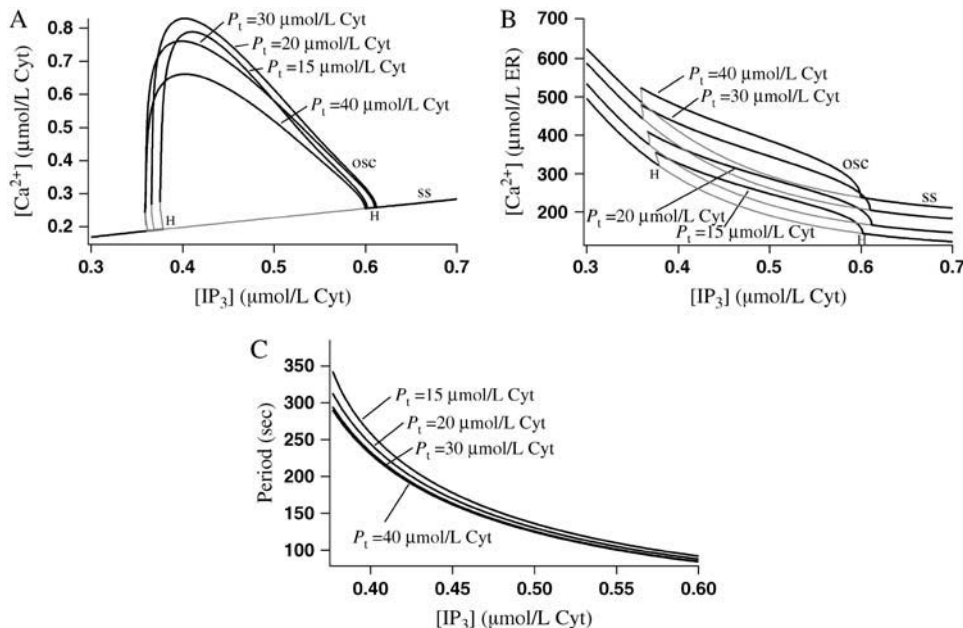 A
[Ca²⁺] (µmol/L Cyt)
0.8
0.7
0.6
0.5
0.4
0.3
0.2
Pt =30 µmol/L Cyt
Pt =20 µmol/L Cyt
Pt =15 µmol/L Cyt
Pt =40 µmol/L Cyt
osc
ss
H
H
0.3 0.4 0.5 0.6 0.7
[IP₃] (µmol/L Cyt)
B
[Ca²⁺] (µmol/L ER)
700
600
500
400
300
200
Pt =40 µmol/L Cyt
Pt =30 µmol/L Cyt
osc
H
ss
Pt =20 µmol/L Cyt
Pt =15 µmol/L Cyt
H
0.3 0.4 0.5 0.6 0.7
[IP₃] (µmol/L Cyt)
C
Period (sec)
350
300
250
200
150
100
Pt =15 µmol/L Cyt
Pt =20 µmol/L Cyt
Pt =30 µmol/L Cyt
Pt =40 µmol/L Cyt
0.40 0.45 0.50 0.55 0.60
[IP₃] (µmol/L Cyt)